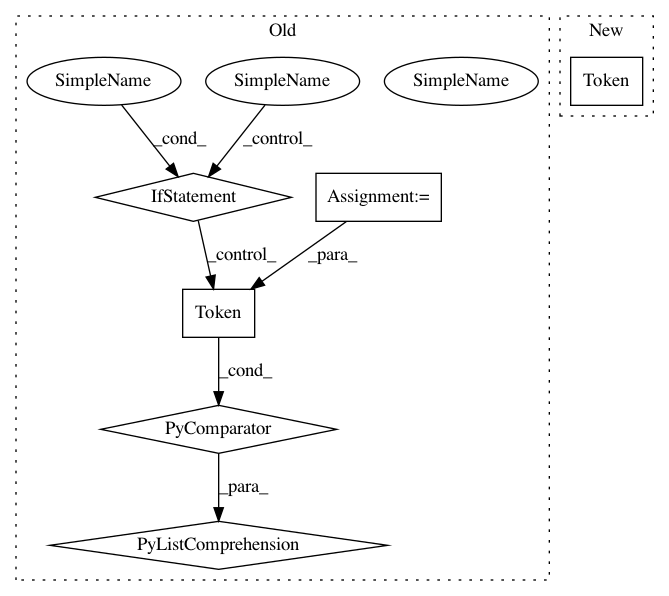 Old
New
SimpleName
SimpleName
SimpleName
Token
_cond_
_control_
IfStatement
Assignment:=
_control_
_para_
Token
_cond_
PyComparator
_para_
PyListComprehension